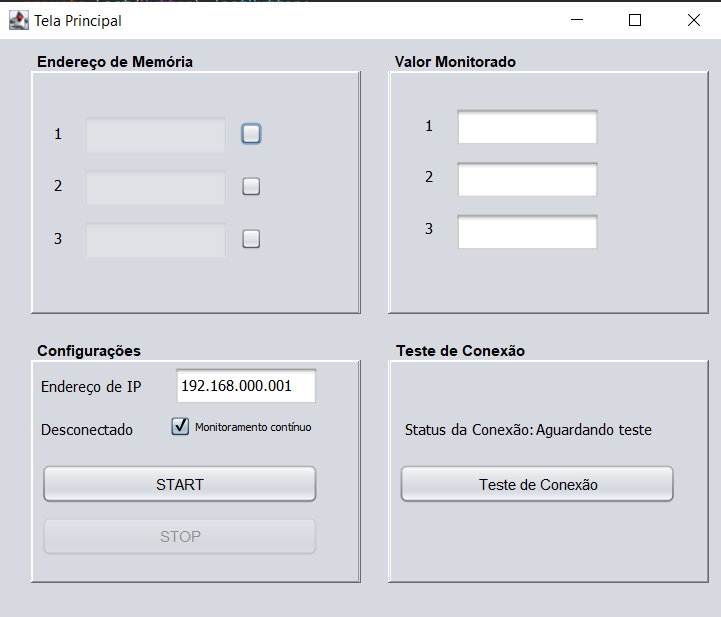 Tela Principal
Endereço de Memória
1
2
3
Valor Monitorado
1
2
3
Configurações
Endereço de IP 192.168.000.001
Desconectado Monitoramento contínuo
START
STOP
Teste de Conexão
Status da Conexão: Aguardando teste
Teste de Conexão